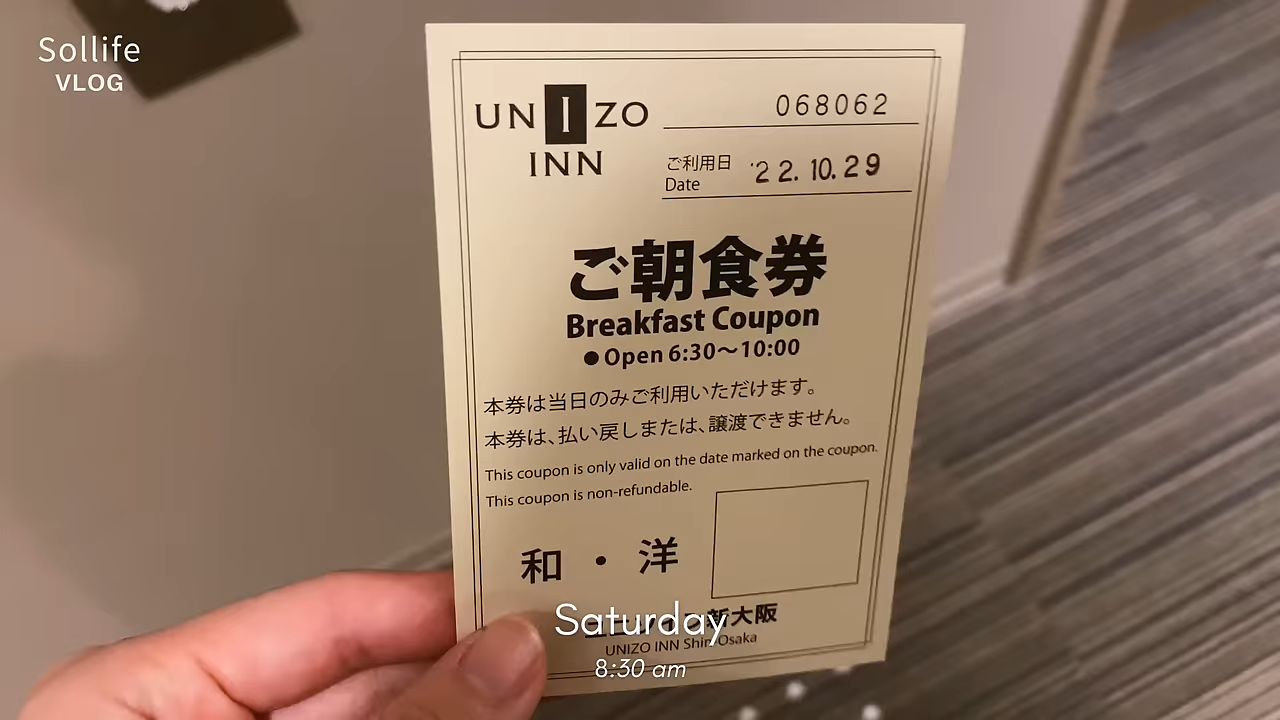 Sollife
VLOG
UNIZO
INN
068062
ご利用日
Date
'22.10.29
ご朝食券
Breakfast Coupon
●Open 6:30～10:00
本券は当日のみご利用いただけます。
本券は、払い戻しまたは、譲渡できません。
This coupon is only valid on the date marked on the coupon.
This coupon is non-refundable.
和・洋
新大阪
UNIZO INN Shin-Osaka
Saturday
8:30 am